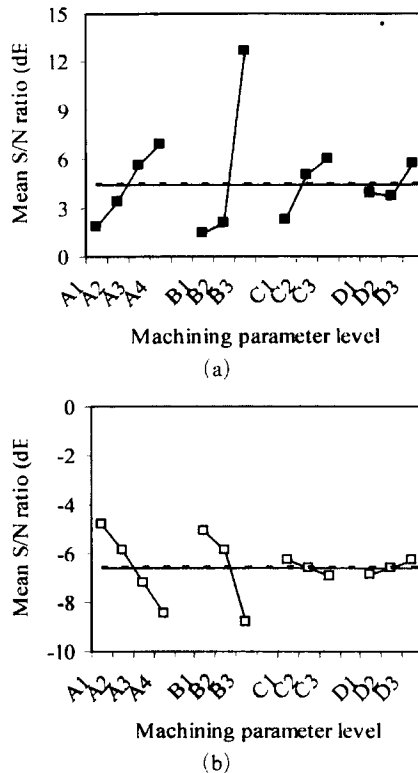 15
12
9
6
3
0
Mean S/N ratio (dE
A1 A2 A3 A4 B1 B2 B3 C1 C2 C3 D1 D2 D3
Machining parameter level
(a)
0
-2
-4
-6
-8
-10
Mean S/N ratio (dE
A1 A2 A3 A4 B1 B2 B3 C1 C2 C3 D1 D2 D3
Machining parameter level
(b)